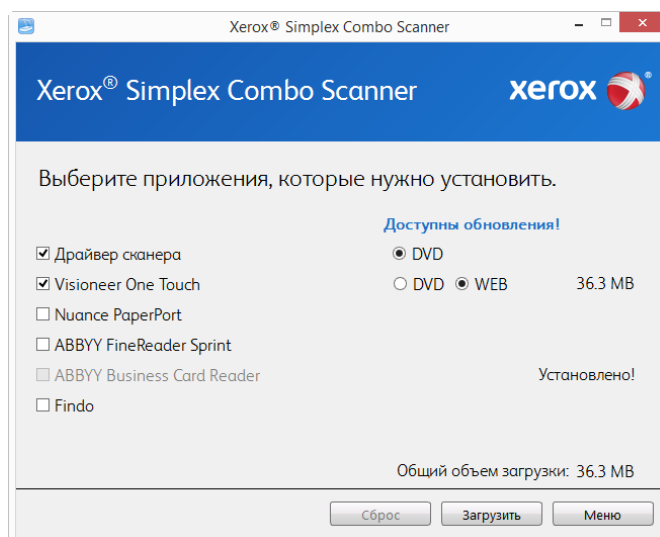 Xerox® Simplex Combo Scanner
Xerox® Simplex Combo Scanner
xerox ®
Выберите приложения, которые нужно установить.
Доступны обновления!
Драйвер сканера DVD
Visioneer One Touch DVD WEB 36.3 MB
Nuance PaperPort
ABBYY FineReader Sprint
ABBYY Business Card Reader Установлено!
Findo
Общий объем загрузки: 36.3 MB
Сброс Загрузить Меню